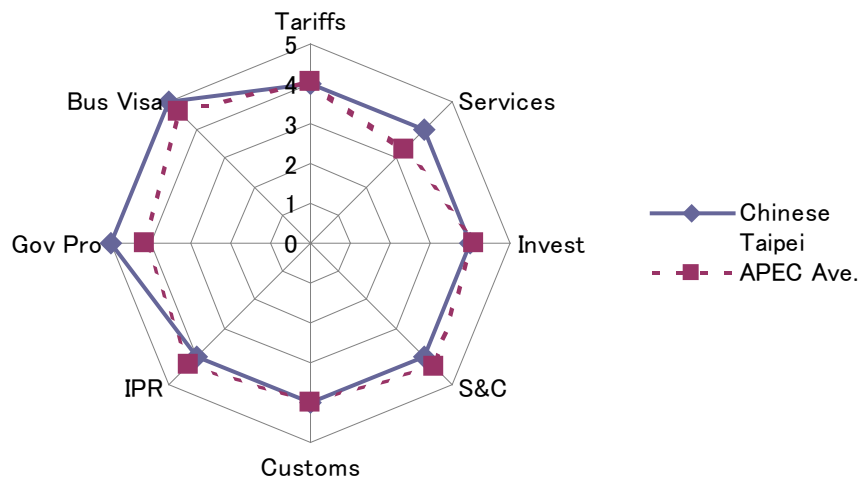 Tariffs
5
4
3
2
1
0
Bus Visa
Services
Gov Pro
Invest
IPR
S&C
Customs
Chinese
Taipei
APEC Ave.